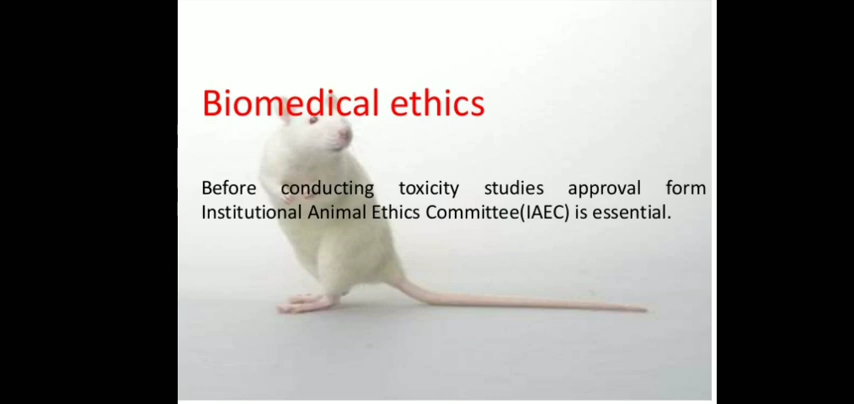 Biomedical ethics
Before conducting toxicity studies approval form
Institutional Animal Ethics Committee(IAEC) is essential.